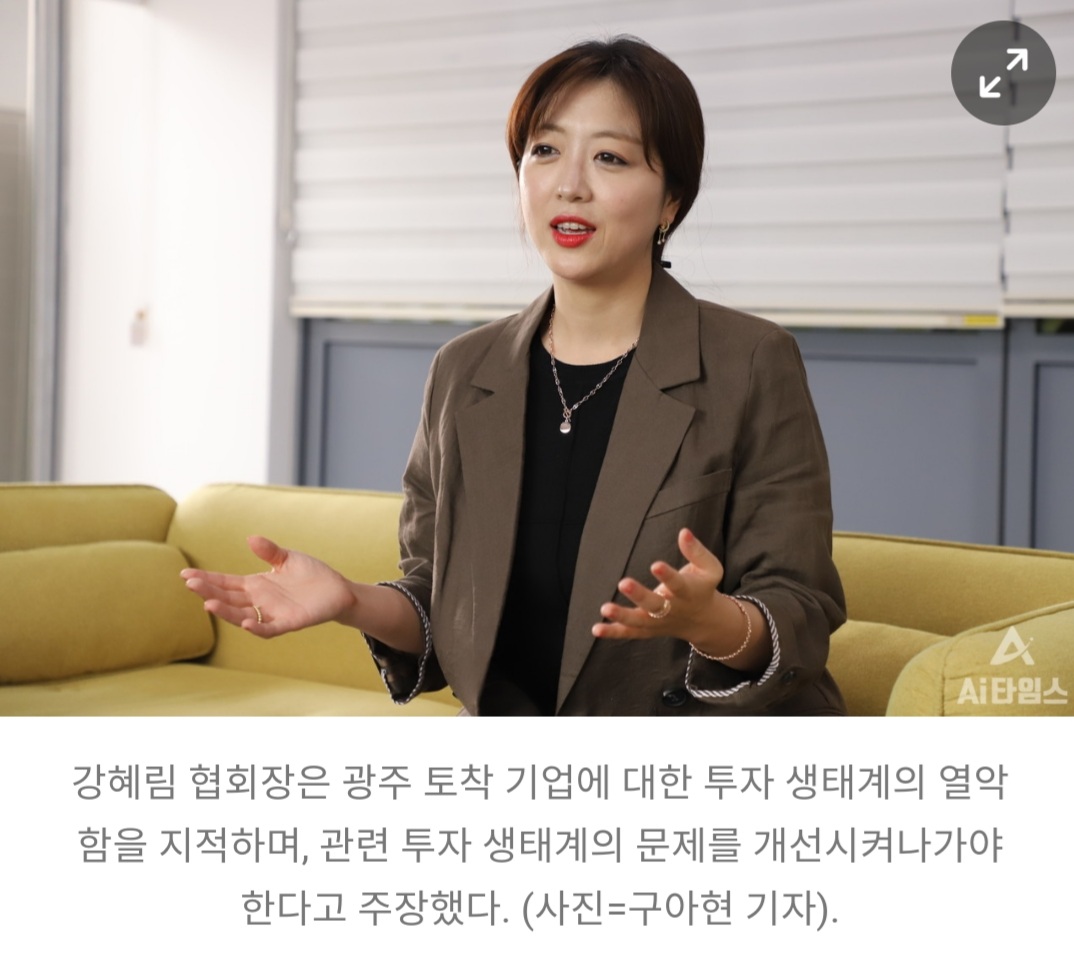 Ai타임스
강혜림 협회장은 광주 토착 기업에 대한 투자 생태계의 열악
함을 지적하며, 관련 투자 생태계의 문제를 개선시켜나가야
한다고 주장했다. (사진=구아현 기자).